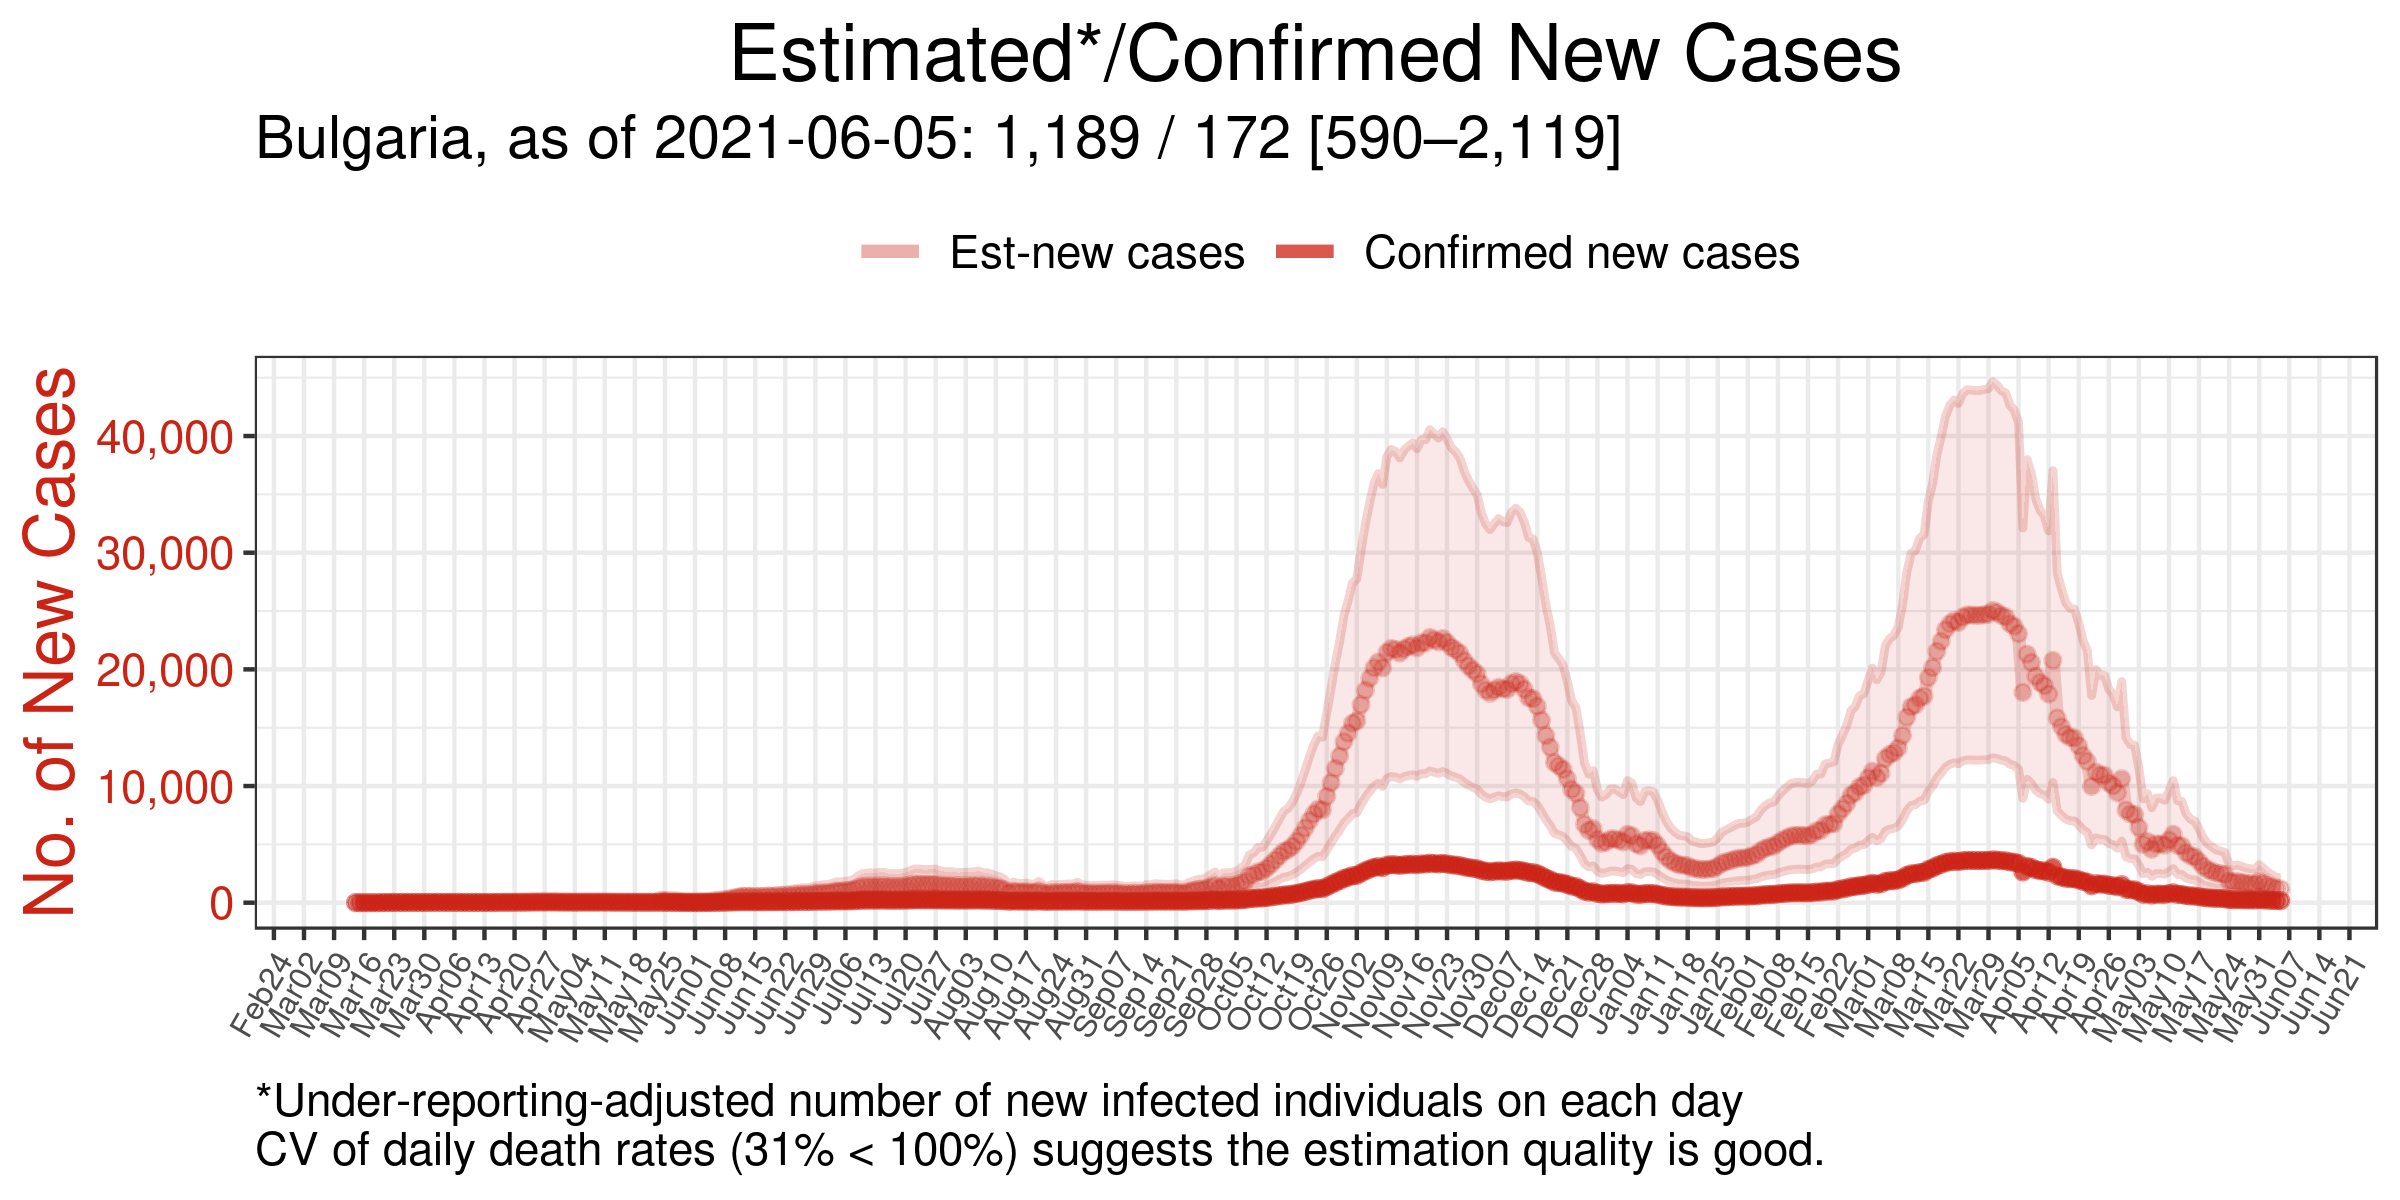 Estimated*/Confirmed New Cases
Bulgaria, as of 2021-06-05: 1,189 / 172 [590–2,119]
Est-new cases Confirmed new cases
No. of New Cases
40,000
30,000
20,000
10,000
0
Feb24 Mar02 Mar09 Mar16 Mar23 Mar30 Apr06 Apr13 Apr20 Apr27 May04 May11 May18 May25 Jun01 Jun08 Jun15 Jun22 Jun29 Jul06 Jul13 Jul20 Jul27 Aug03 Aug10 Aug17 Aug24 Aug31 Sep07 Sep14 Sep21 Sep28 Oct05 Oct12 Oct19 Oct26 Nov02 Nov09 Nov16 Nov23 Nov30 Dec07 Dec14 Dec21 Dec28 Jan04 Jan11 Jan18 Jan25 Feb01 Feb08 Feb15 Feb22 Mar01 Mar08 Mar15 Mar22 Mar29 Apr05 Apr12 Apr19 Apr26 May03 May10 May17 May24 May31 Jun07 Jun14 Jun21
*Under-reporting-adjusted number of new infected individuals on each day
CV of daily death rates (31% < 100%) suggests the estimation quality is good.